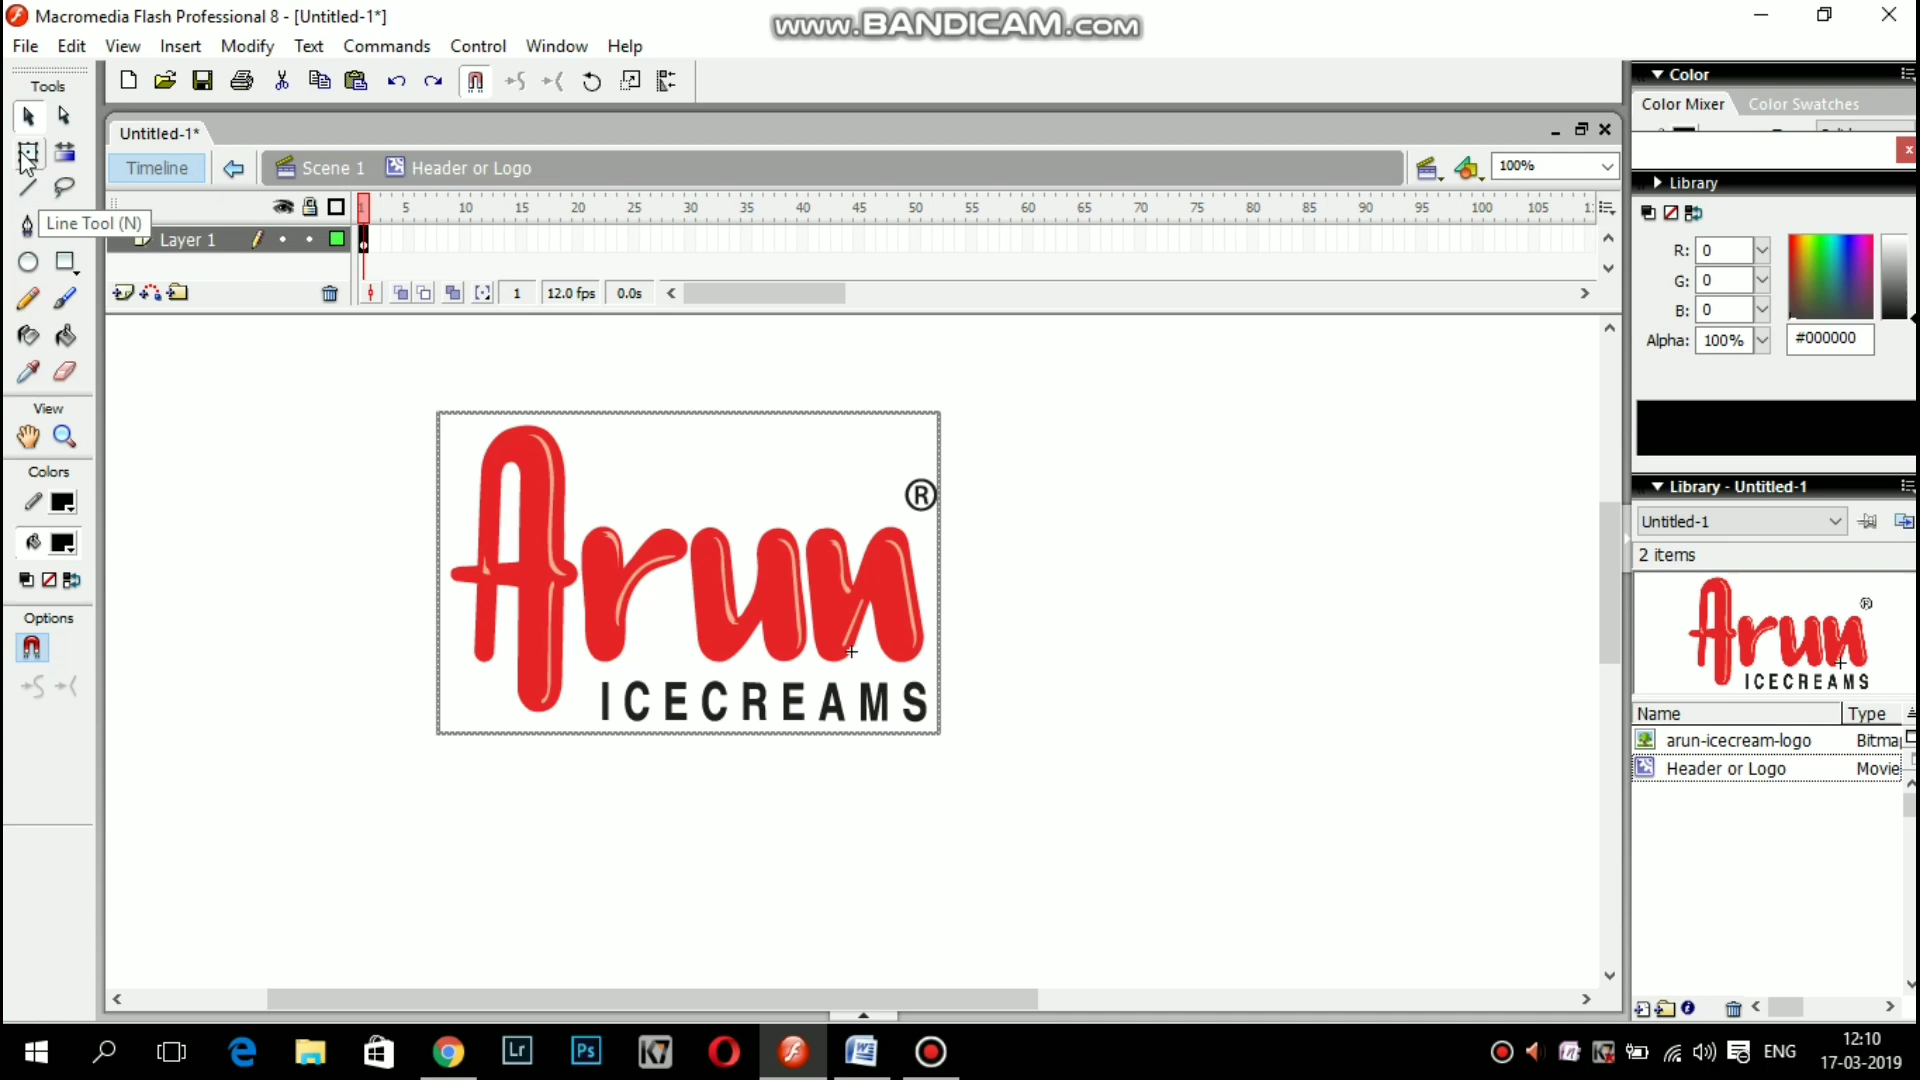 Macromedia Flash Professional 8 - [Untitled-1*]
www.BANDICAM.com
File Edit View Insert Modify Text Commands Control Window Help
Tools
Color
Color Mixer Color Swatches
Untitled-1*
Timeline
Scene 1
Header or Logo
100%
Library
5 10 15 20 25 30 35 40 45 50 55 60 65 70 75 80 85 90 95 100 105
Line Tool (N)
Layer 1
R: 0
G: 0
B: 0
Alpha: 100%
#000000
1 12.0 fps 0.0s
View
Colors
Options
Arun
®
ICECREAMS
Library - Untitled-1
Untitled-1
2 items
Arun
®
ICECREAMS
Name Type
arun-icecream-logo Bitma
Header or Logo Movie
Lr Ps
ENG
12:10
17-03-2019